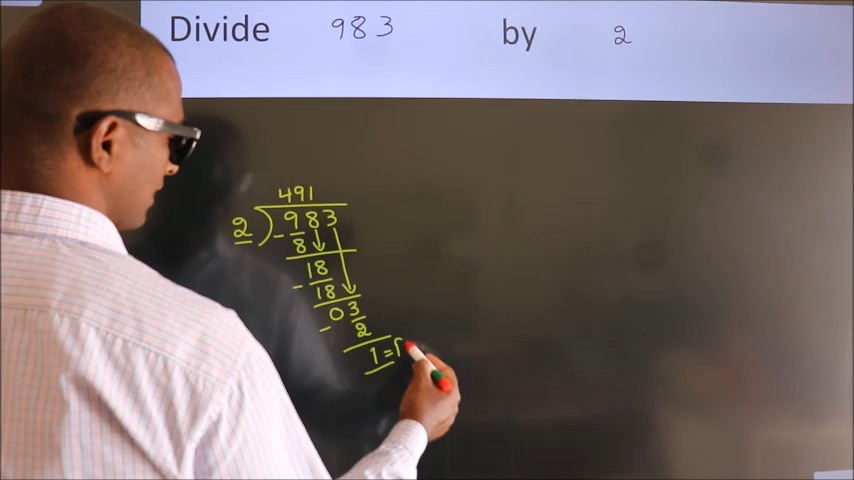 Divide 983 by 2
491
2 ) 983
- 8
18
- 18
03
- 2
1 = r